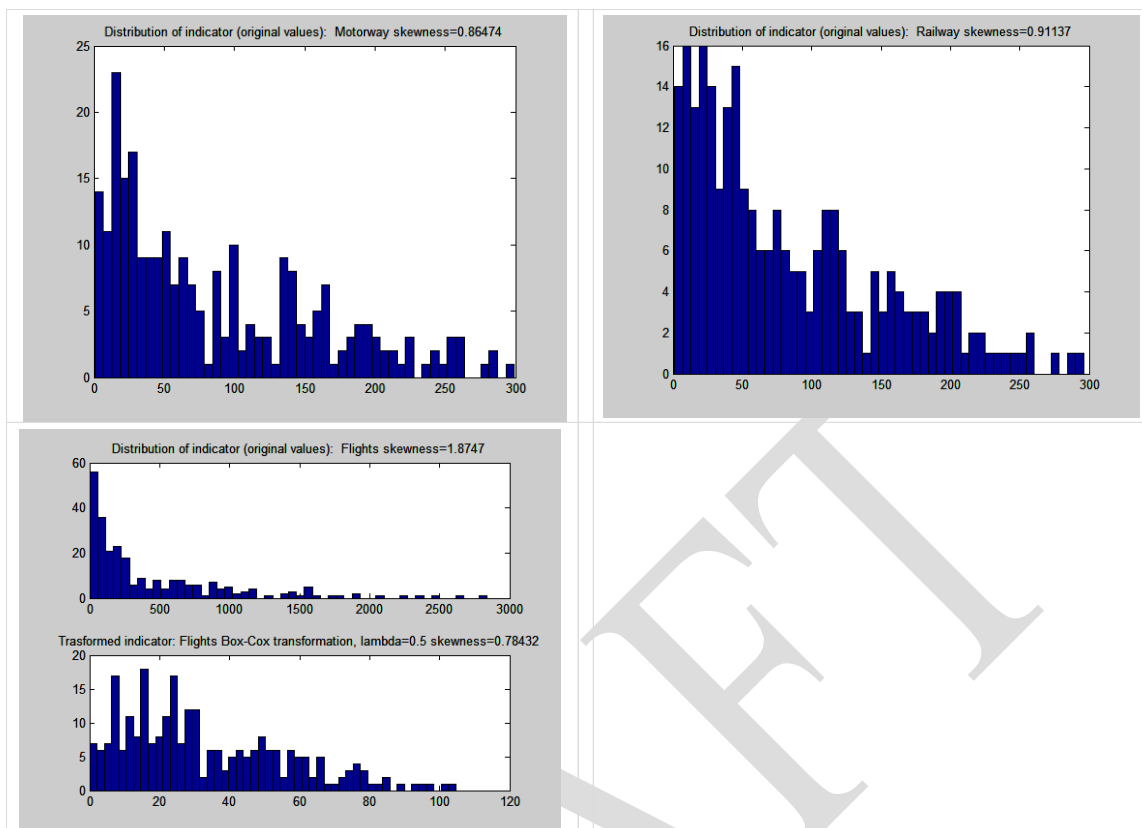 Distribution of indicator (original values): Motorway skewness=0.86474
25
20
15
10
5
0
0 50 100 150 200 250 300
Distribution of indicator (original values): Railway skewness=0.91137
16
14
12
10
8
6
4
2
0
0 50 100 150 200 250 300
Distribution of indicator (original values): Flights skewness=1.8747
60
40
20
0
0 500 1000 1500 2000 2500 3000
Trasformed indicator: Flights Box-Cox transformation, lambda=0.5 skewness=0.78432
20
15
10
5
0
0 20 40 60 80 100 120
AFT